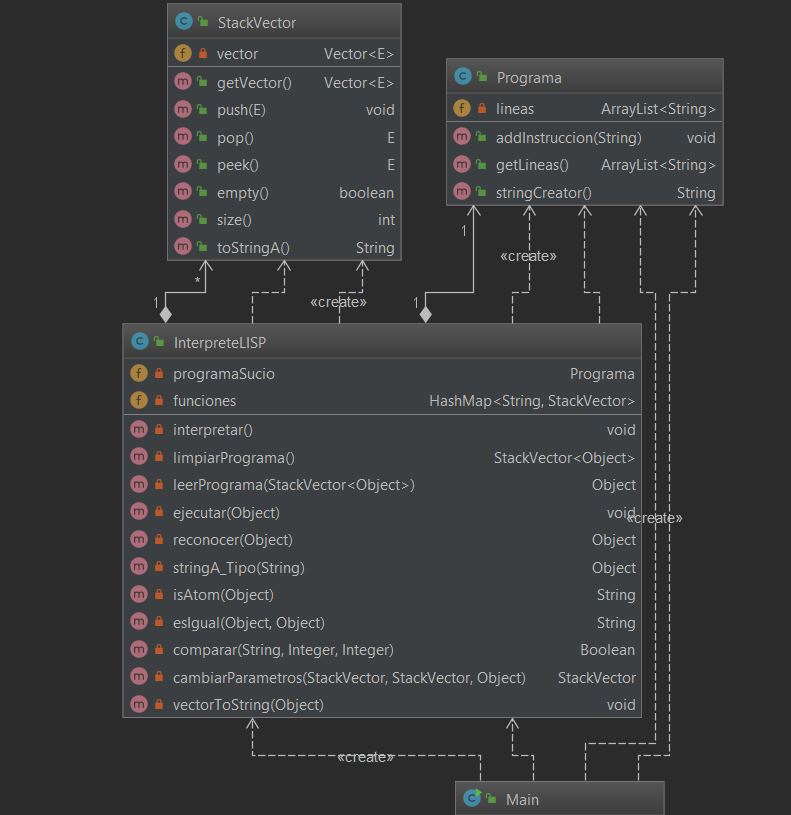 StackVector
vector Vector<E>
getVector() Vector<E>
push(E) void
pop() E
peek() E
empty() boolean
size() int
toStringA() String
Programa
lineas ArrayList<String>
addInstruccion(String) void
getLineas() ArrayList<String>
stringCreator() String
1
«create»
*
1
«create»
1
InterpreteLISP
programaSucio Programa
funciones HashMap<String, StackVector>
interpretar() void
limpiarPrograma() StackVector<Object>
leerPrograma(StackVector<Object>) Object
ejecutar(Object) void
«create»
reconocer(Object) Object
stringA_Tipo(String) Object
isAtom(Object) String
esIgual(Object, Object) String
comparar(String, Integer, Integer) Boolean
cambiarParametros(StackVector, StackVector, Object) StackVector
vectorToString(Object) void
«create»
Main